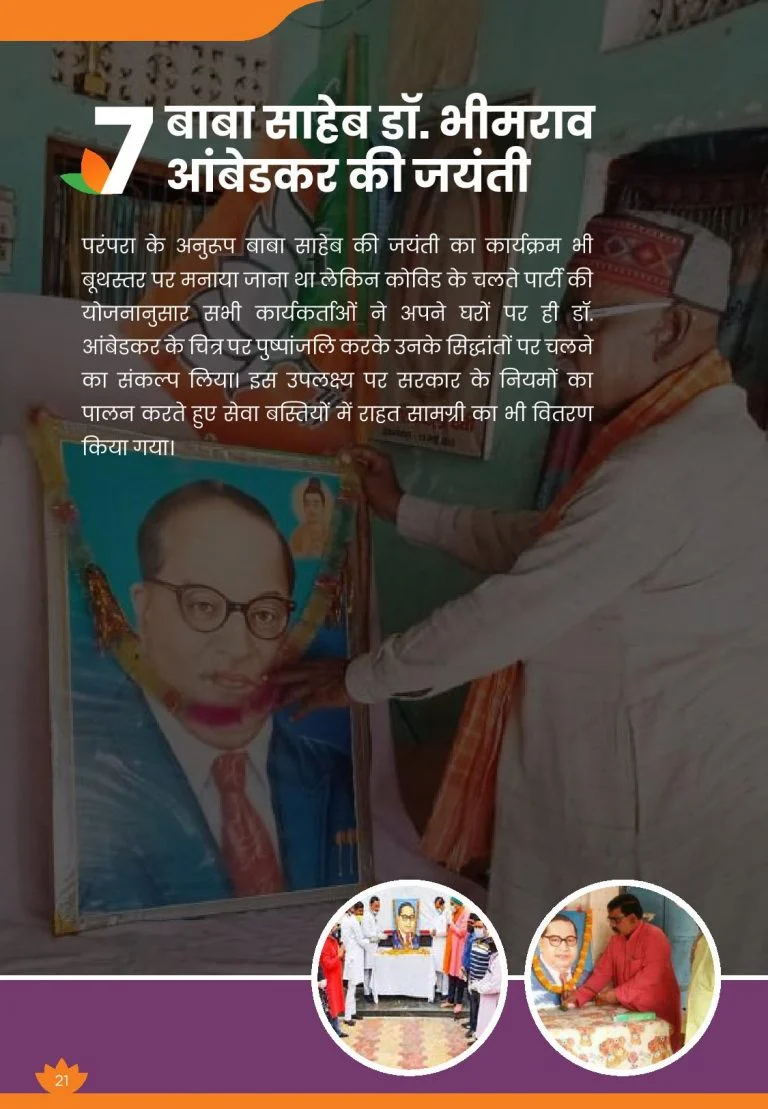 7 बाबा साहेब डॉ. भीमराव
आंबेडकर की जयंती
परंपरा के अनुरूप बाबा साहेब की जयंती का कार्यक्रम भी
बूथस्तर पर मनाया जाना था लेकिन कोविड के चलते पार्टी की
योजनानुसार सभी कार्यकर्ताओं ने अपने घरों पर ही डॉ.
आंबेडकर के चित्र पर पुष्पांजलि करके उनके सिद्धांतों पर चलने
का संकल्प लिया। इस उपलक्ष्य पर सरकार के नियमों का
पालन करते हुए सेवा बस्तियों में राहत सामग्री का भी वितरण
किया गया।
21